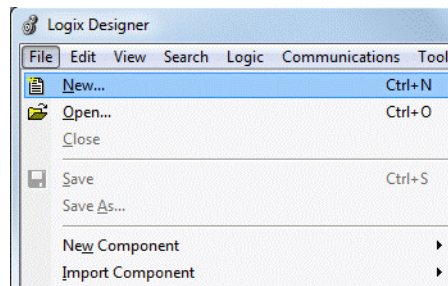 Logix Designer
File Edit View Search Logic Communications Tool
New... Ctrl+N
Open... Ctrl+O
Close
Save Ctrl+S
Save As...
New Component
Import Component